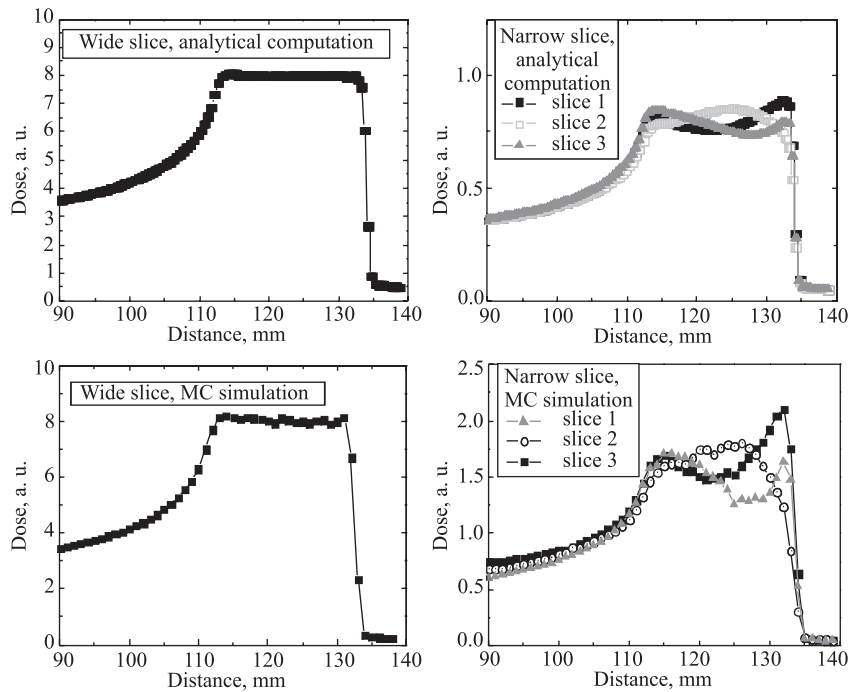 10
9
8
7
6
5
4
3
2
1
0
Dose, a. u.
Wide slice, analytical computation
90 100 110 120 130 140
Distance, mm
1.0
0.5
0.0
Dose, a. u.
Narrow slice,
analytical
computation
slice 1
slice 2
slice 3
90 100 110 120 130 140
Distance, mm
10
8
6
4
2
0
Dose, a. u.
Wide slice, MC simulation
90 100 110 120 130 140
Distance, mm
2.5
2.0
1.5
1.0
0.5
0.0
Dose, a. u.
Narrow slice,
MC simulation
slice 1
slice 2
slice 3
90 100 110 120 130 140
Distance, mm